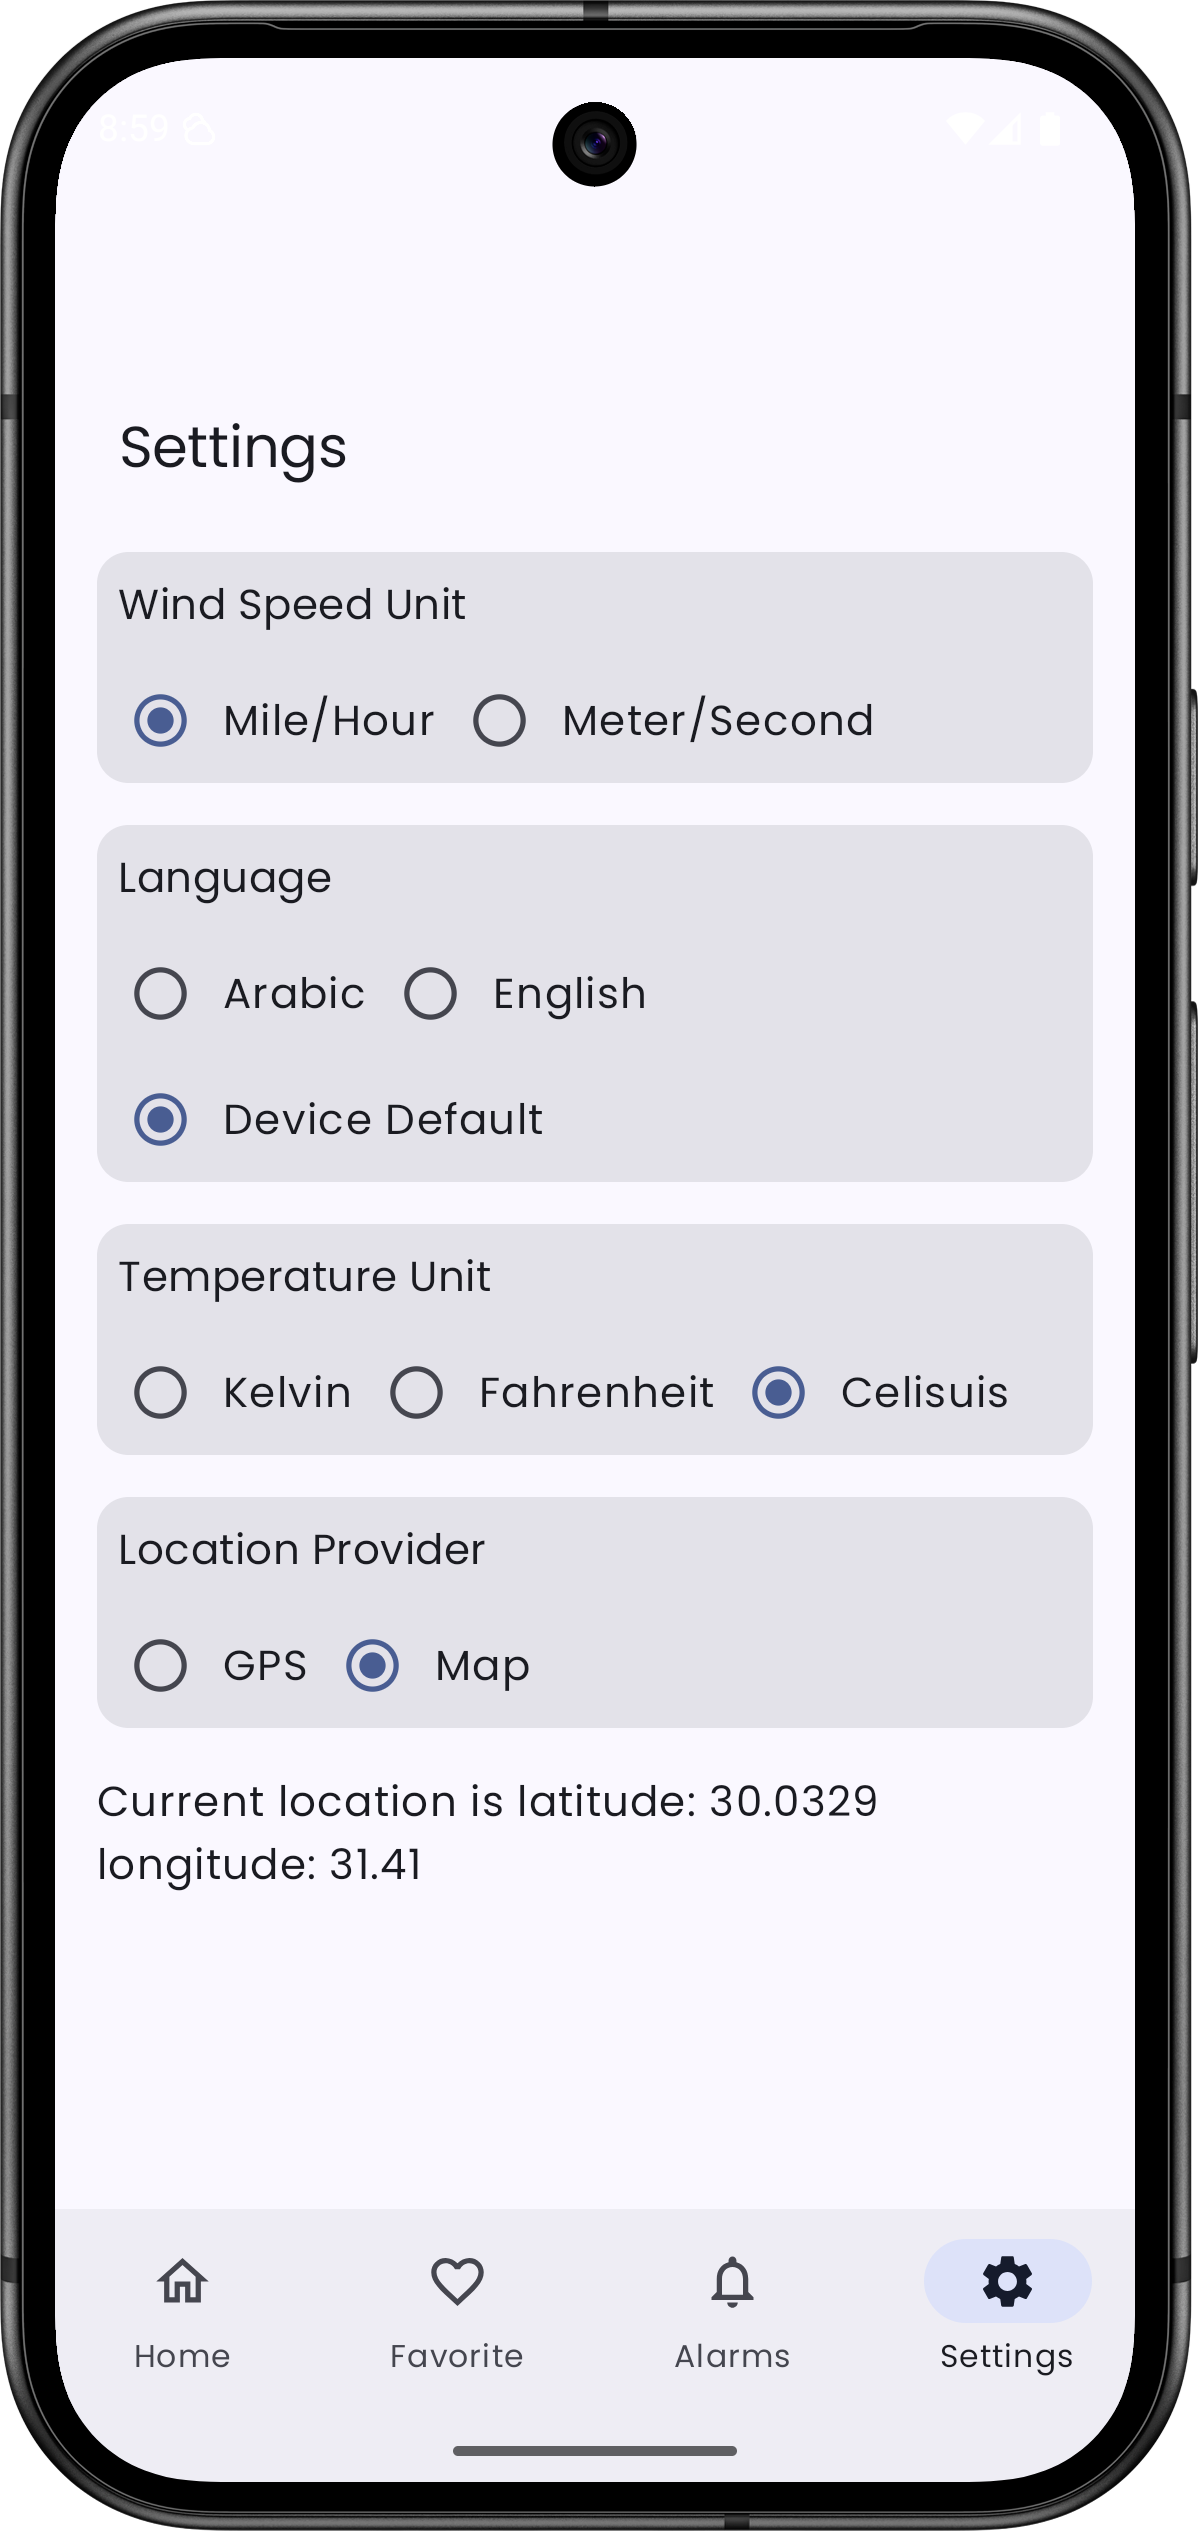 8:59
Settings
Wind Speed Unit
Mile/Hour Meter/Second
Language
Arabic English
Device Default
Temperature Unit
Kelvin Fahrenheit Celisuis
Location Provider
GPS Map
Current location is latitude: 30.0329
longitude: 31.41
Home Favorite Alarms Settings